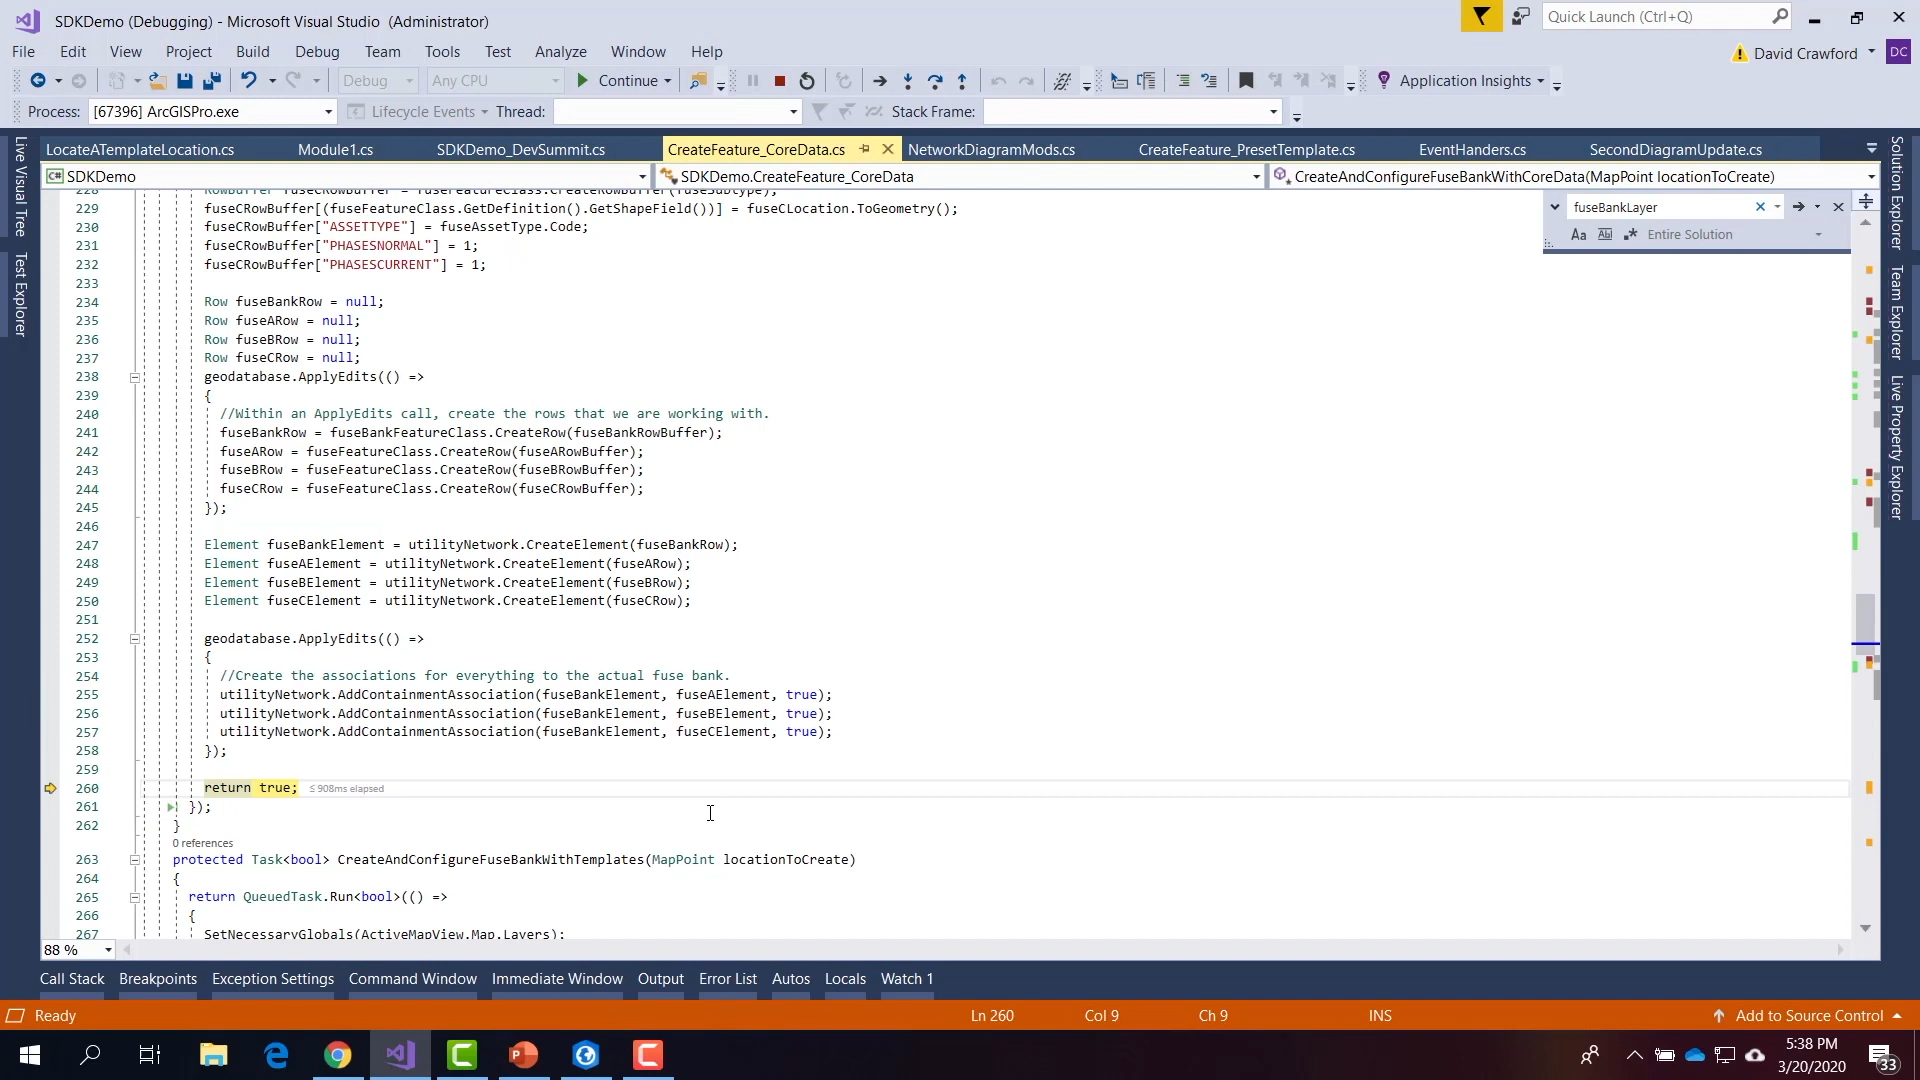 SDKDemo (Debugging) - Microsoft Visual Studio  (Administrator)
Quick Launch (Ctrl+Q)
File Edit View Project Build Debug Team Tools Test Analyze Window Help
David Crawford DC
Debug Any CPU Continue Application Insights
Process: [67396] ArcGISPro.exe Lifecycle Events Thread: Stack Frame:
LocateATemplateLocation.cs Module1.cs SDKDemo_DevSummit.cs CreateFeature_CoreData.cs NetworkDiagramMods.cs CreateFeature_PresetTemplate.cs EventHanders.cs SecondDiagramUpdate.cs
C# SDKDemo SDKDemo.CreateFeature_CoreData CreateAndConfigureFuseBankWithCoreData(MapPoint locationToCreate)
Live Visual Tree
Test Explorer
Solution Explorer
Team Explorer
Live Property Explorer
fuseBankLayer
Aa Ab Entire Solution
228 RowBuffer fuseCRowBuffer = fuseFeatureClass.CreateRowBuffer(fuseSubtype);
229 fuseCRowBuffer[(fuseFeatureClass.GetDefinition().GetShapeField())] = fuseCLocation.ToGeometry();
230 fuseCRowBuffer["ASSETTYPE"] = fuseAssetType.Code;
231 fuseCRowBuffer["PHASESNORMAL"] = 1;
232 fuseCRowBuffer["PHASESCURRENT"] = 1;
233
234 Row fuseBankRow = null;
235 Row fuseARow = null;
236 Row fuseBRow = null;
237 Row fuseCRow = null;
238 geodatabase.ApplyEdits(() =>
239 {
240 //Within an ApplyEdits call, create the rows that we are working with.
241 fuseBankRow = fuseBankFeatureClass.CreateRow(fuseBankRowBuffer);
242 fuseARow = fuseFeatureClass.CreateRow(fuseARowBuffer);
243 fuseBRow = fuseFeatureClass.CreateRow(fuseBRowBuffer);
244 fuseCRow = fuseFeatureClass.CreateRow(fuseCRowBuffer);
245 });
246
247 Element fuseBankElement = utilityNetwork.CreateElement(fuseBankRow);
248 Element fuseAElement = utilityNetwork.CreateElement(fuseARow);
249 Element fuseBElement = utilityNetwork.CreateElement(fuseBRow);
250 Element fuseCElement = utilityNetwork.CreateElement(fuseCRow);
251
252 geodatabase.ApplyEdits(() =>
253 {
254 //Create the associations for everything to the actual fuse bank.
255 utilityNetwork.AddContainmentAssociation(fuseBankElement, fuseAElement, true);
256 utilityNetwork.AddContainmentAssociation(fuseBankElement, fuseBElement, true);
257 utilityNetwork.AddContainmentAssociation(fuseBankElement, fuseCElement, true);
258 });
259
260 return true; ≤ 908ms elapsed
261 });
262 }
0 references
263 protected Task<bool> CreateAndConfigureFuseBankWithTemplates(MapPoint locationToCreate)
264 {
265 return QueuedTask.Run<bool>(() =>
266 {
267 SetNecessaryGlobals(ActiveMapView.Map.Layers);
88 %
Call Stack Breakpoints Exception Settings Command Window Immediate Window Output Error List Autos Locals Watch 1
Ready Ln 260 Col 9 Ch 9 INS Add to Source Control
5:38 PM
3/20/2020
33